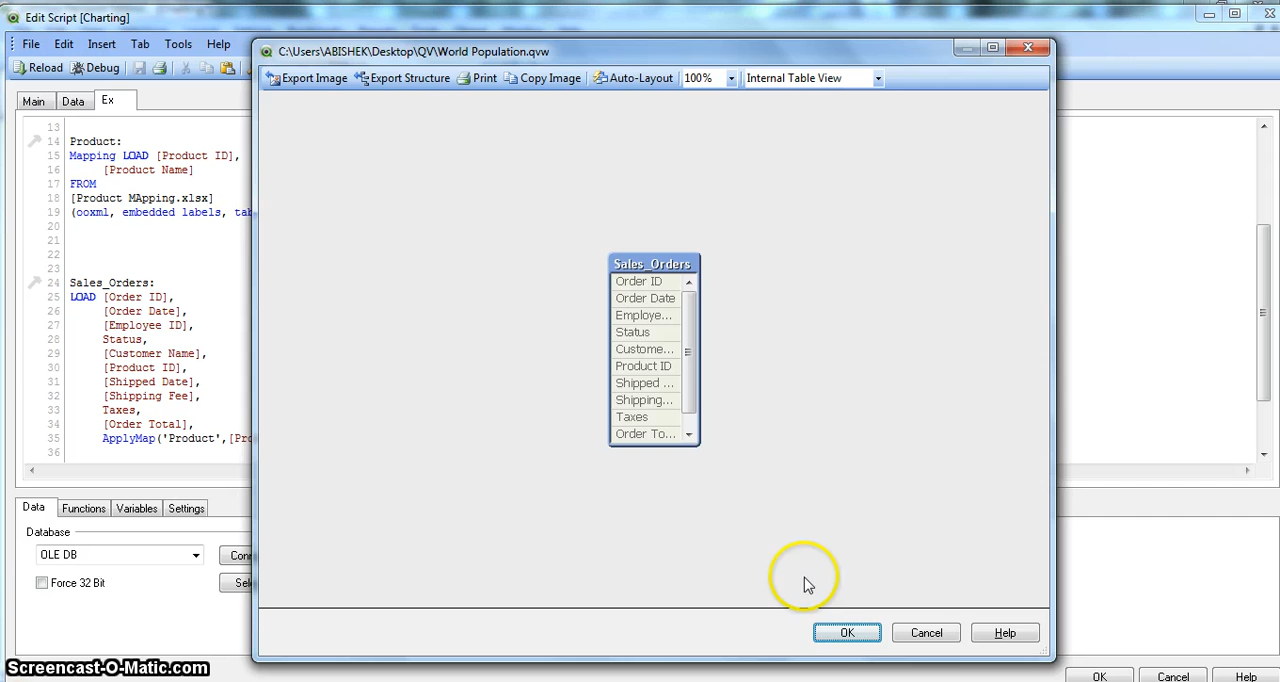 Edit Script [Charting]
File Edit Insert Tab Tools Help
Reload Debug
Main Data Ex
13
14 Product:
15 Mapping LOAD [Product ID],
16 [Product Name]
17 FROM
18 [Product MApping.xlsx]
19 (ooxml, embedded labels, tab
20
21
22
23
24 Sales_Orders:
25 LOAD [Order ID],
26 [Order Date],
27 [Employee ID],
28 Status,
29 [Customer Name],
30 [Product ID],
31 [Shipped Date],
32 [Shipping Fee],
33 Taxes,
34 [Order Total],
35 ApplyMap('Product',[Pro
36
Data Functions Variables Settings
Database
OLE DB Conn
Force 32 Bit Sele
C:\Users\ABISHEK\Desktop\QV\World Population.qvw
Export Image Export Structure Print Copy Image Auto-Layout 100% Internal Table View
Sales_Orders
Order ID
Order Date
Employe...
Status
Custome...
Product ID
Shipped ...
Shipping...
Taxes
Order To...
OK Cancel Help
OK Cancel Help
Screencast-O-Matic.com